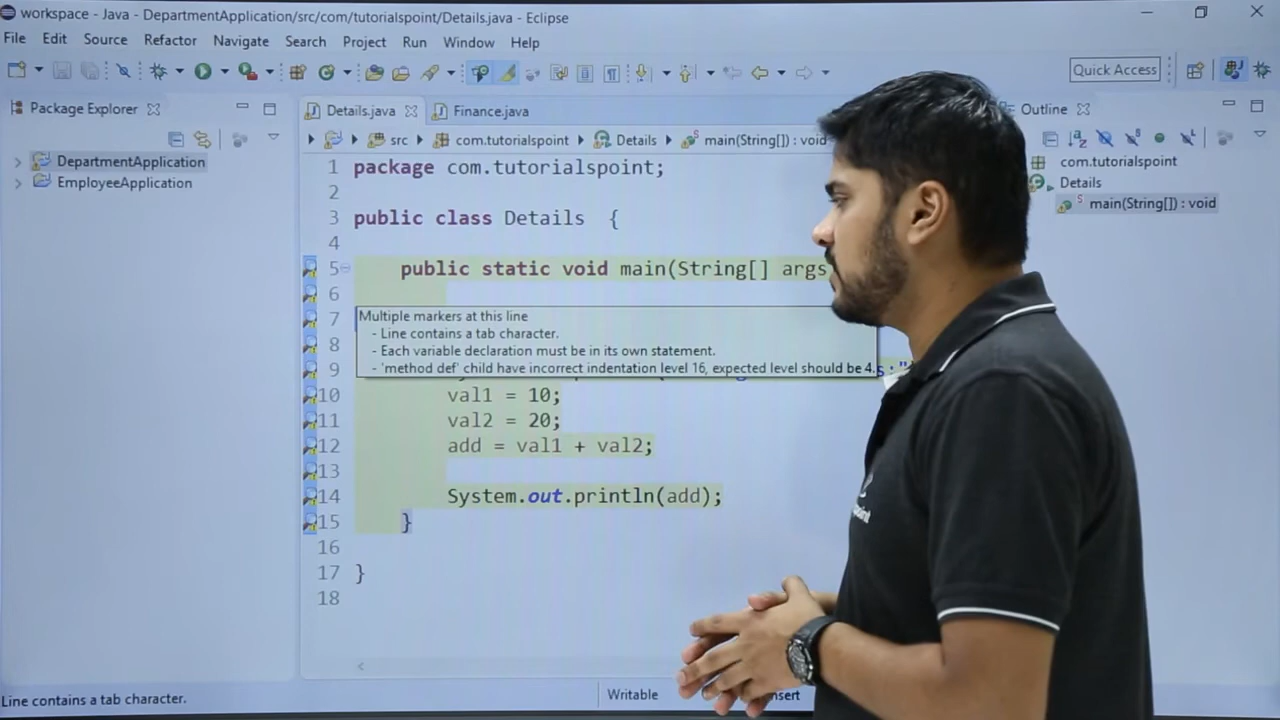 workspace - Java - DepartmentApplication/src/com/tutorialspoint/Details.java - Eclipse
File Edit Source Refactor Navigate Search Project Run Window Help
Quick Access
Package Explorer
Details.java Finance.java
Outline
src com.tutorialspoint Details main(String[]) : void
DepartmentApplication
EmployeeApplication
com.tutorialspoint
Details
main(String[]) : void
1 package com.tutorialspoint;
2
3 public class Details {
4
5 public static void main(String[] args
6
7
8
9
Multiple markers at this line
- Line contains a tab character.
- Each variable declaration must be in its own statement.
- 'method def' child have incorrect indentation level 16, expected level should be 4.
10 val1 = 10;
11 val2 = 20;
12 add = val1 + val2;
13
14 System.out.println(add);
15 }
16
17 }
18
Line contains a tab character.
Writable